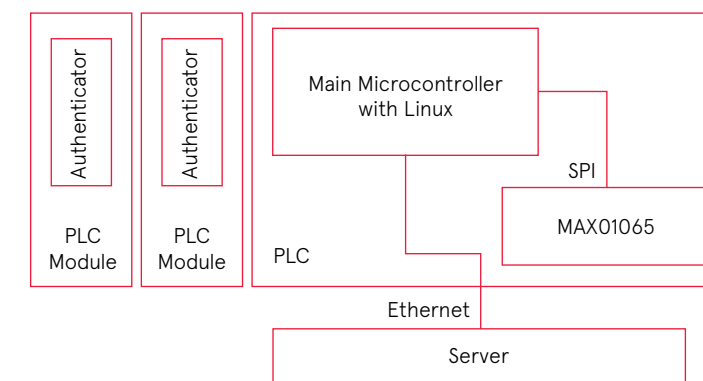 Authenticator
PLC
Module
Authenticator
PLC
Module
Main Microcontroller
with Linux
SPI
MAX01065
PLC
Ethernet
Server